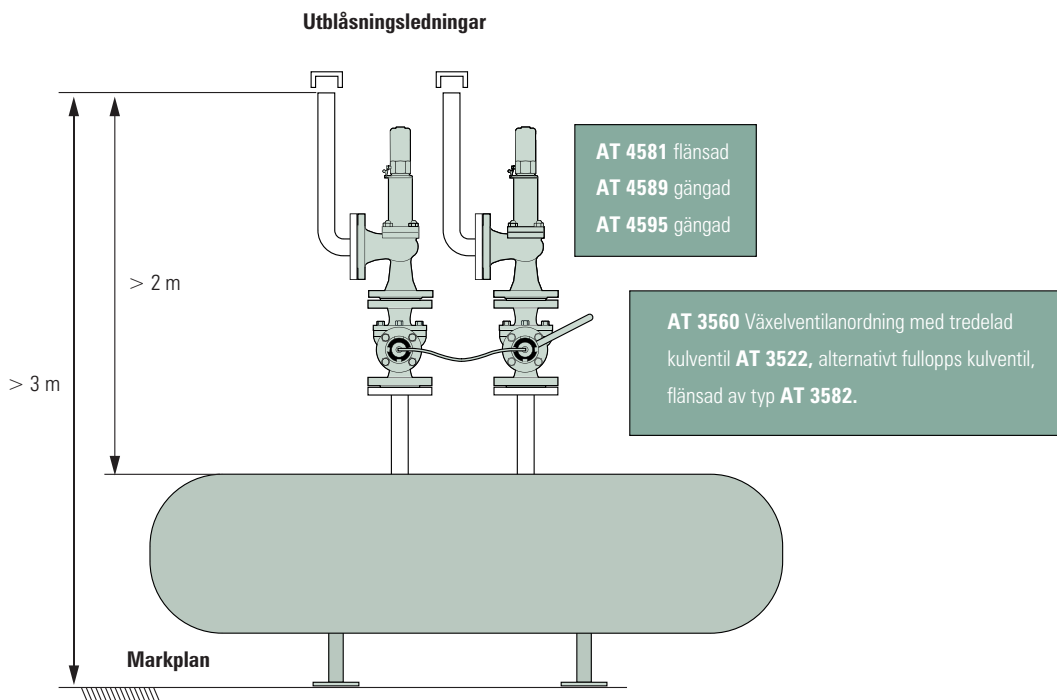 Utblåsningsledningar
AT 4581 flänsad
AT 4589 gängad
AT 4595 gängad
> 2 m
AT 3560 Växelventilanordning med tredelad
kulventil AT 3522, alternativt fullopps kulventil,
flänsad av typ AT 3582.
> 3 m
Markplan